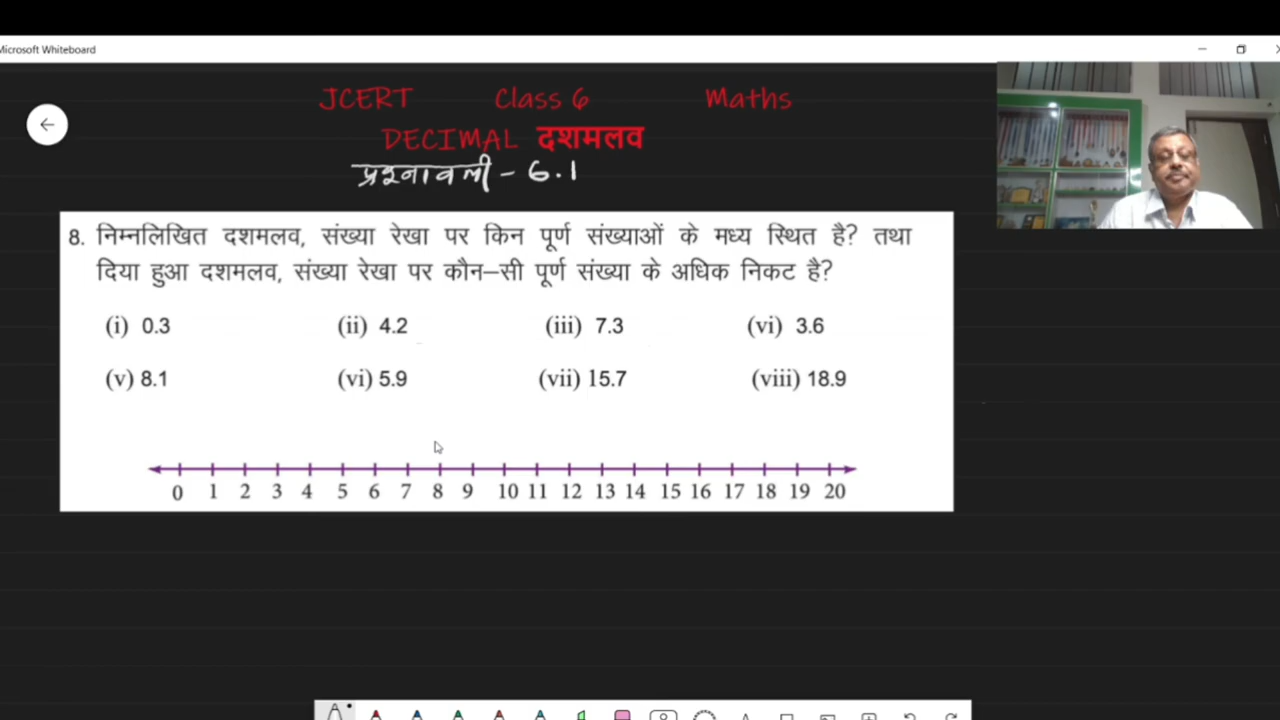 Microsoft Whiteboard
JCERT Class 6 Maths
DECIMAL दशमलव
प्रश्नावली - 6.1
8. निम्नलिखित दशमलव, संख्या रेखा पर किन पूर्ण संख्याओं के मध्य स्थित है? तथा
दिया हुआ दशमलव, संख्या रेखा पर कौन–सी पूर्ण संख्या के अधिक निकट है?
(i) 0.3 (ii) 4.2 (iii) 7.3 (vi) 3.6
(v) 8.1 (vi) 5.9 (vii) 15.7 (viii) 18.9
0 1 2 3 4 5 6 7 8 9 10 11 12 13 14 15 16 17 18 19 20